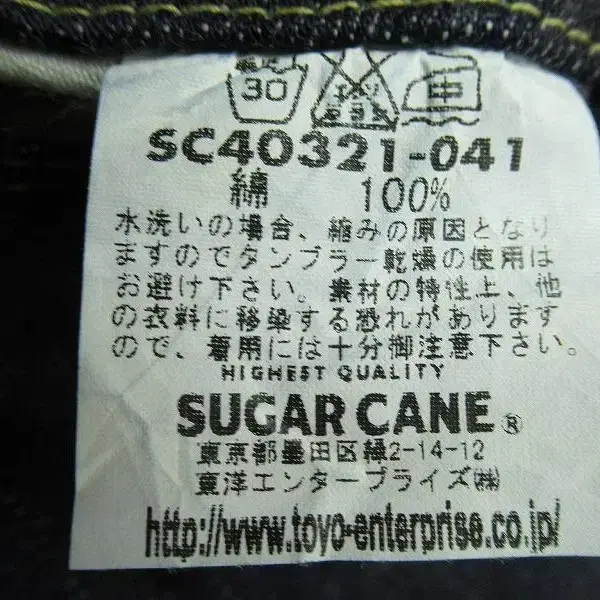 30
SC40321-041
綿 100%
水洗いの場合、縮みの原因となり
ますのでタンブラー乾燥の使用は
お避け下さい。素材の特性上、他
の衣料に移染する恐れがあります
ので、着用には十分御注意下さい。
HIGHEST QUALITY
SUGAR CANE®
東京都墨田区緑2-14-12
東洋エンタープライズ㈱
http://www.toyo-enterprise.co.jp/